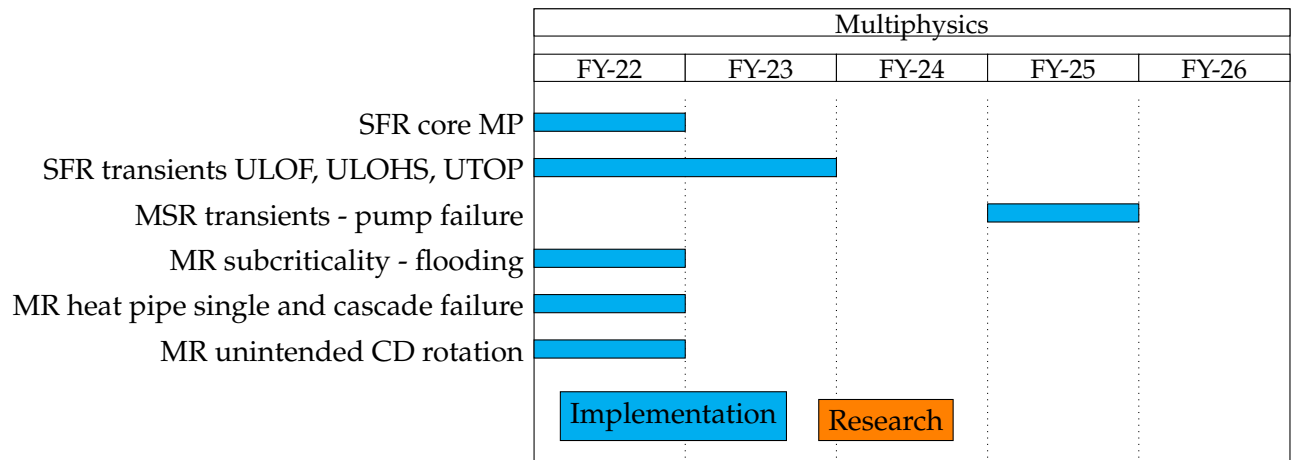 Multiphysics
FY-22 FY-23 FY-24 FY-25 FY-26
SFR core MP
SFR transients ULOF, ULOHS, UTOP
MSR transients - pump failure
MR subcriticality - flooding
MR heat pipe single and cascade failure
MR unintended CD rotation
Implementation Research